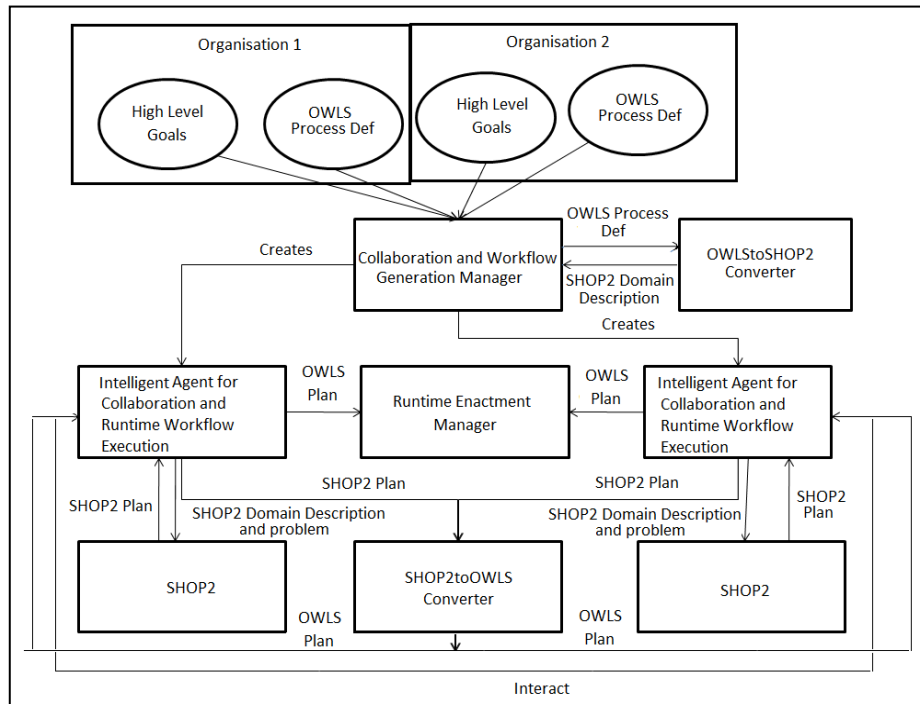 Organisation 1
Organisation 2
High Level
Goals
OWLS
Process Def
High Level
Goals
OWLS
Process Def
Collaboration and Workflow
Generation Manager
OWLS Process
Def
SHOP2 Domain
Description
OWLStoSHOP2
Converter
Creates
Creates
Intelligent Agent for
Collaboration and
Runtime Workflow
Execution
OWLS
Plan
Runtime Enactment
Manager
OWLS
Plan
Intelligent Agent for
Collaboration and
Runtime Workflow
Execution
SHOP2 Plan
SHOP2 Plan
SHOP2 Plan
SHOP2 Domain Description
and problem
SHOP2 Domain Description
and problem
SHOP2
Plan
SHOP2
SHOP2toOWLS
Converter
SHOP2
OWLS
Plan
OWLS
Plan
Interact